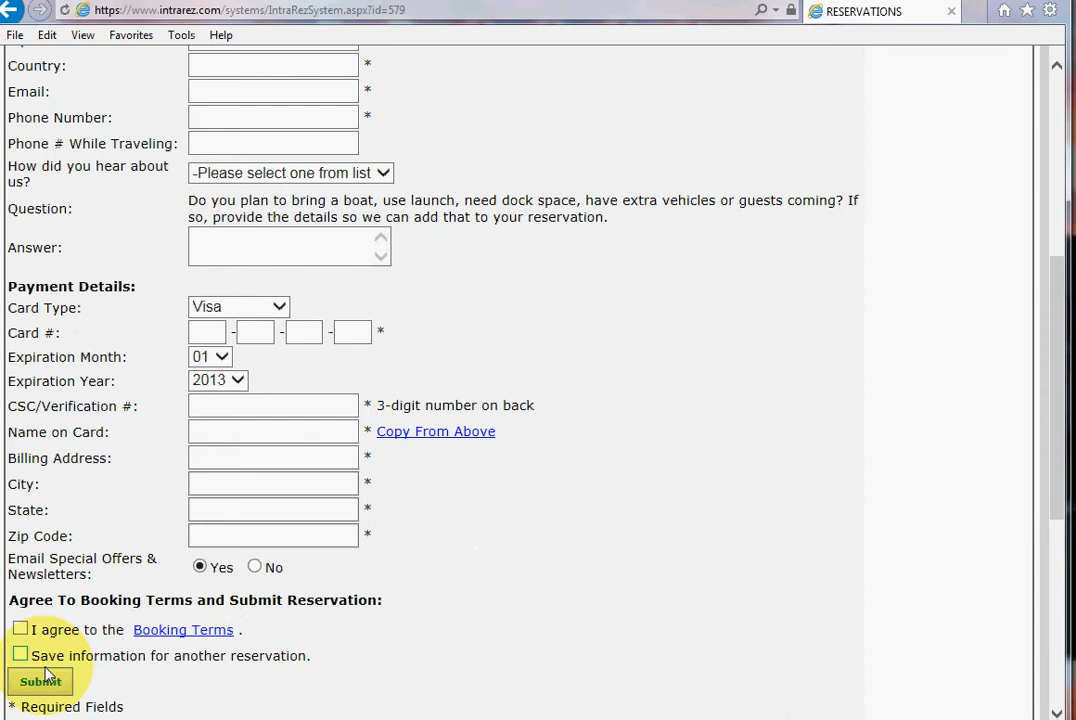 https://www.intrarez.com/systems/IntraRezSystem.aspx?id=579
RESERVATIONS
File Edit View Favorites Tools Help
Country: *
Email: *
Phone Number: *
Phone # While Traveling:
How did you hear about us? -Please select one from list
Question: Do you plan to bring a boat, use launch, need dock space, have extra vehicles or guests coming? If
so, provide the details so we can add that to your reservation.
Answer:
Payment Details:
Card Type: Visa
Card #: - - - *
Expiration Month: 01
Expiration Year: 2013
CSC/Verification #: * 3-digit number on back
Name on Card: * Copy From Above
Billing Address: *
City: *
State: *
Zip Code: *
Email Special Offers &
Newsletters: Yes No
Agree To Booking Terms and Submit Reservation:
I agree to the Booking Terms .
Save information for another reservation.
Submit
* Required Fields